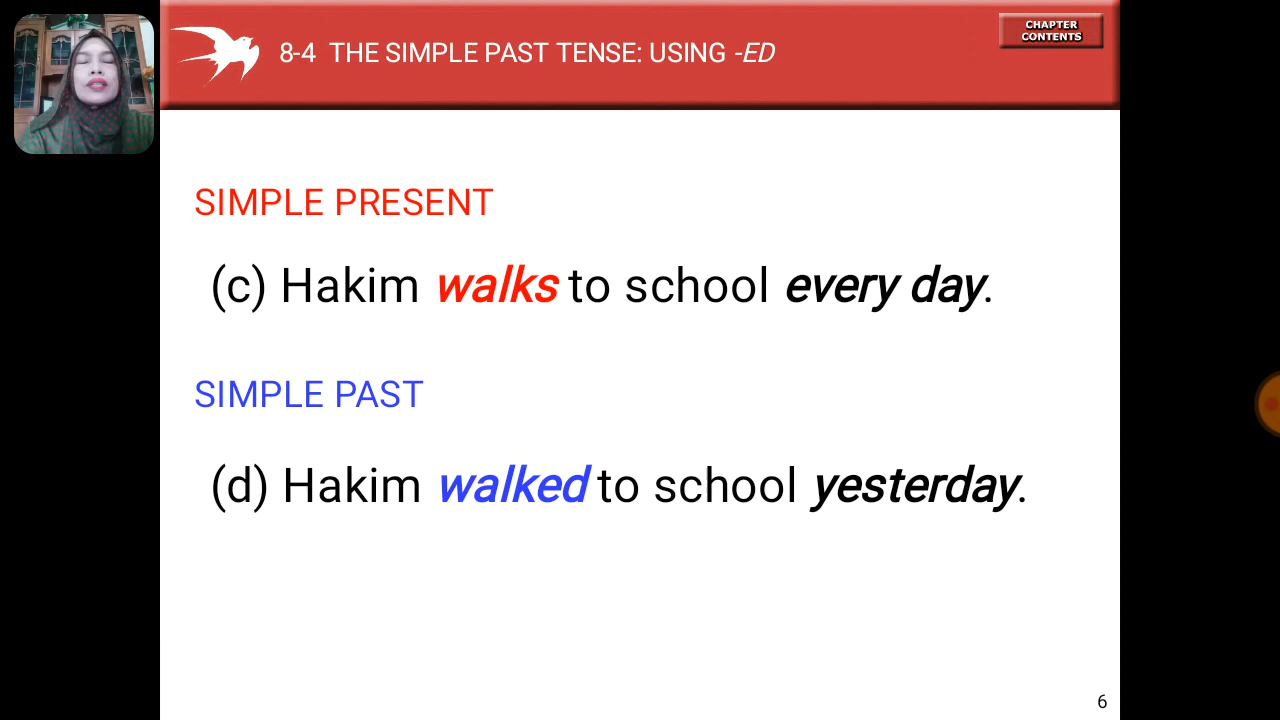 8-4 THE SIMPLE PAST TENSE: USING -ED
CHAPTER
CONTENTS
SIMPLE PRESENT
(c) Hakim walks to school every day.
SIMPLE PAST
(d) Hakim walked to school yesterday.
6